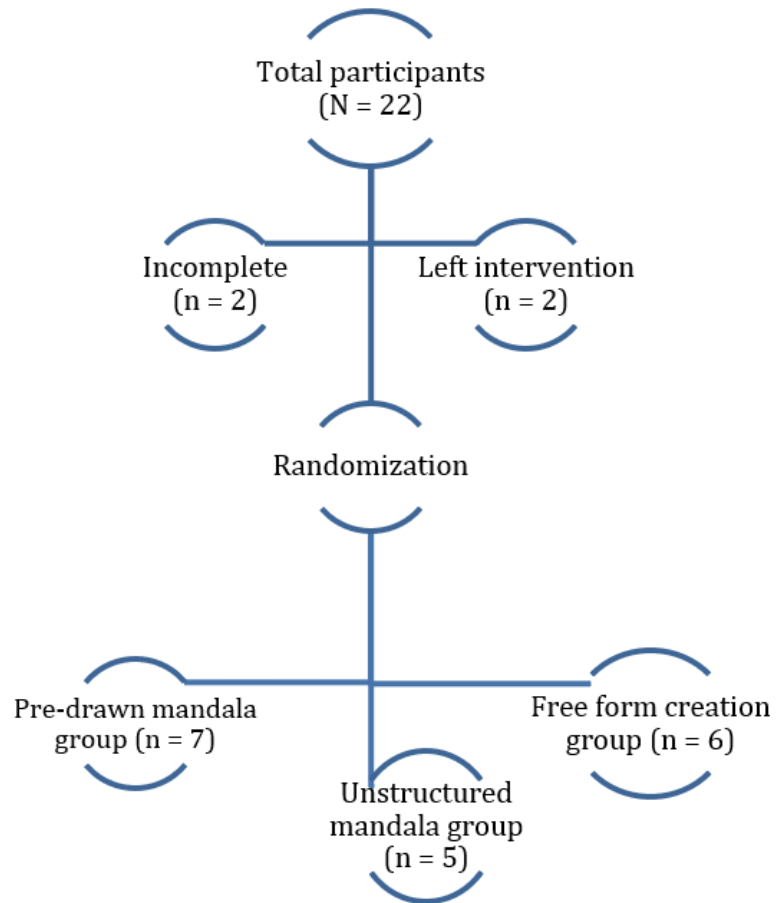 Total participants
(N = 22)
Incomplete
(n = 2)
Left intervention
(n = 2)
Randomization
Pre-drawn mandala
group (n = 7)
Unstructured
mandala group
(n = 5)
Free form creation
group (n = 6)